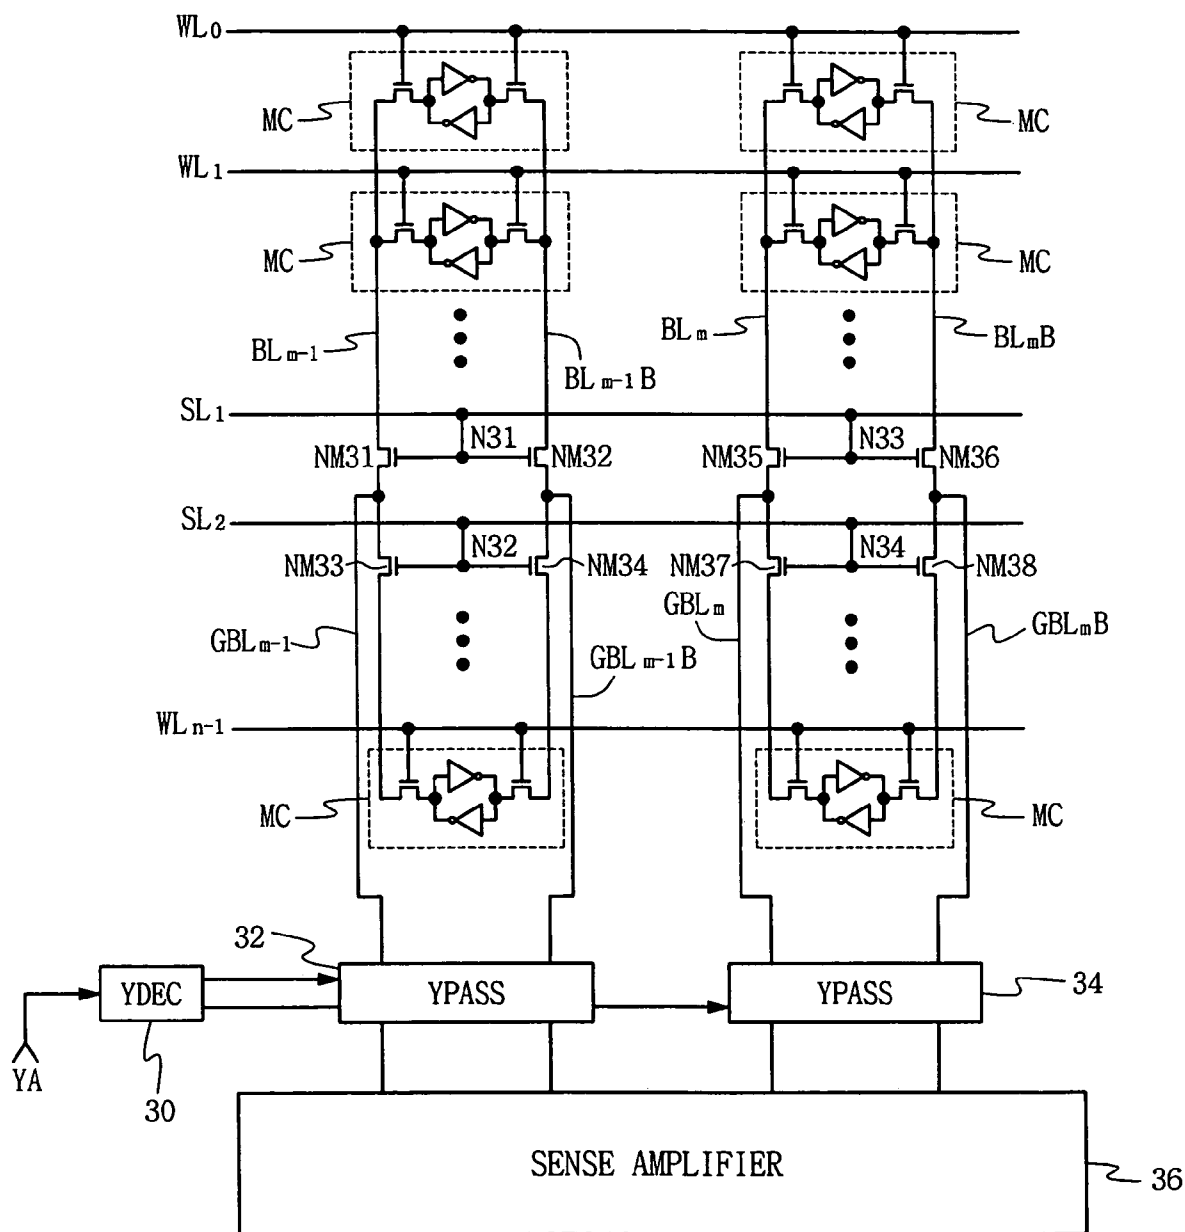 WL0
MC MC
WL1
MC MC
BLm-1 BLm-1B BLm BLmB
SL1 N31 N33
NM31 NM32 NM35 NM36
SL2 N32 N34
NM33 NM34 NM37 NM38
GBLm-1 GBLm-1B GBLm GBLmB
WLn-1
MC MC
32
YDEC YPASS YPASS 34
YA 30
SENSE AMPLIFIER 36